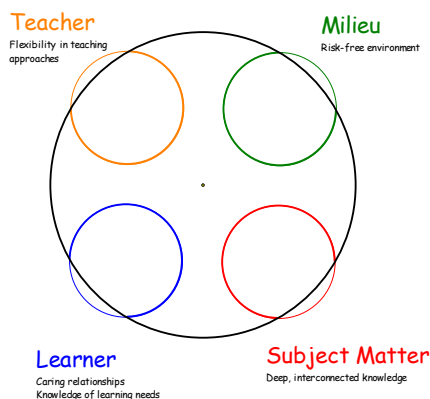 Teacher
Flexibility in teaching
approaches
Milieu
Risk-free environment
Learner
Caring relationships
Knowledge of learning needs
Subject Matter
Deep, interconnected knowledge